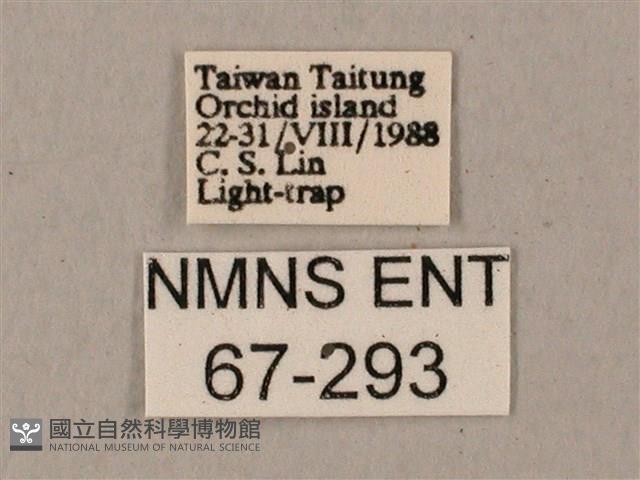 Taiwan Taitung
Orchid island
22-31/VIII/1988
C. S. Lin
Light-trap
NMNS ENT
67-293
國立自然科學博物館
NATIONAL MUSEUM OF NATURAL SCIENCE